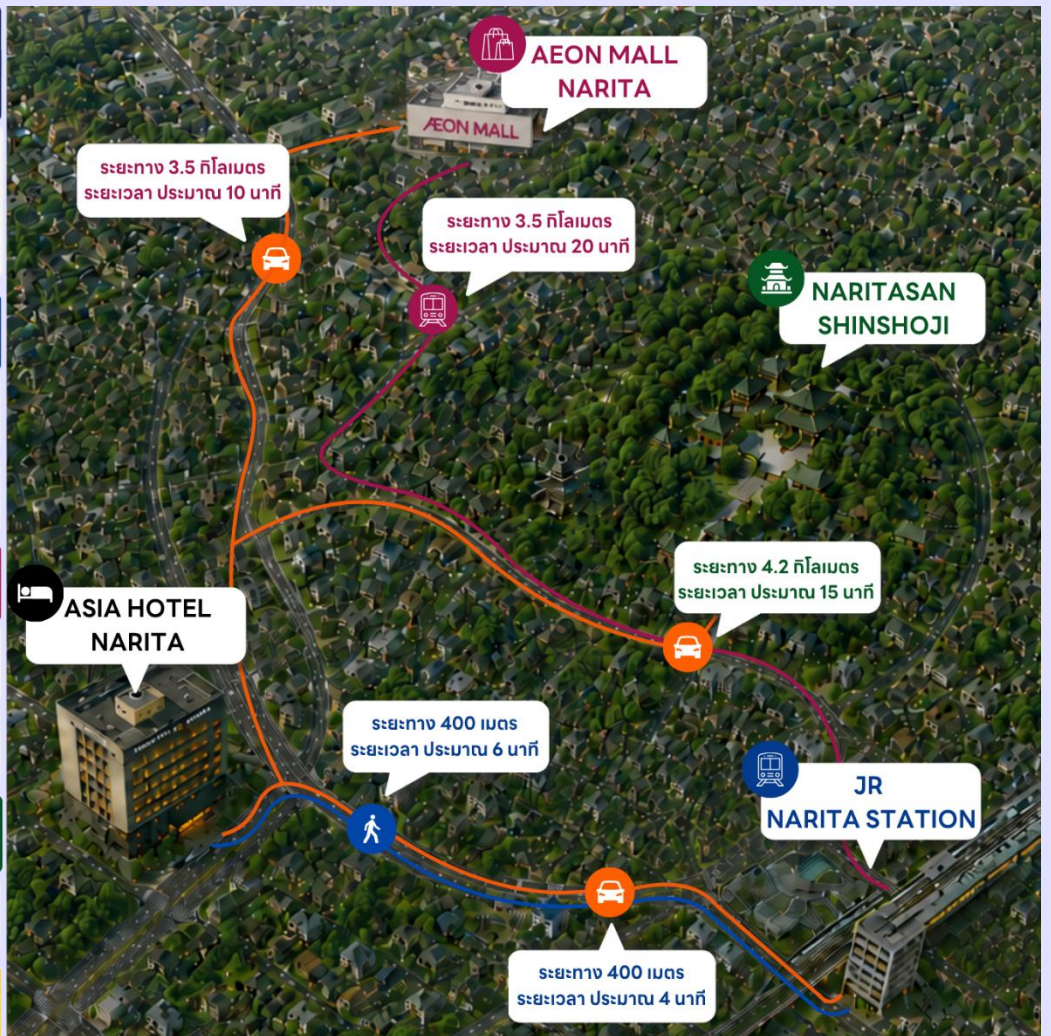 AEON MALL
NARITA
ÆON MALL
ระยะทาง 3.5 กิโลเมตร
ระยะเวลา ประมาณ 10 นาที
ระยะทาง 3.5 กิโลเมตร
ระยะเวลา ประมาณ 20 นาที
NARITASAN
SHINSHOJI
ระยะทาง 4.2 กิโลเมตร
ระยะเวลา ประมาณ 15 นาที
ASIA HOTEL
NARITA
ระยะทาง 400 เมตร
ระยะเวลา ประมาณ 6 นาที
JR
NARITA STATION
ระยะทาง 400 เมตร
ระยะเวลา ประมาณ 4 นาที